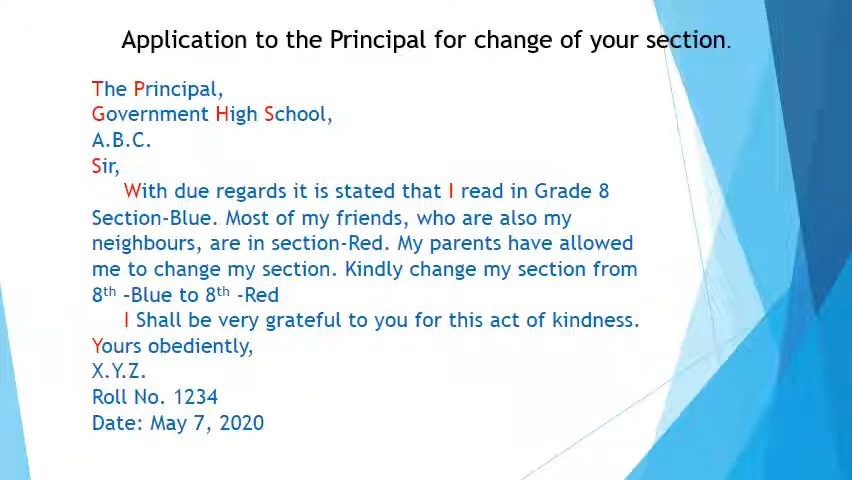 Application to the Principal for change of your section.
The Principal,
Government High School,
A.B.C.
Sir,
With due regards it is stated that I read in Grade 8
Section-Blue. Most of my friends, who are also my
neighbours, are in section-Red. My parents have allowed
me to change my section. Kindly change my section from
8th -Blue to 8th -Red
I Shall be very grateful to you for this act of kindness.
Yours obediently,
X.Y.Z.
Roll No. 1234
Date: May 7, 2020